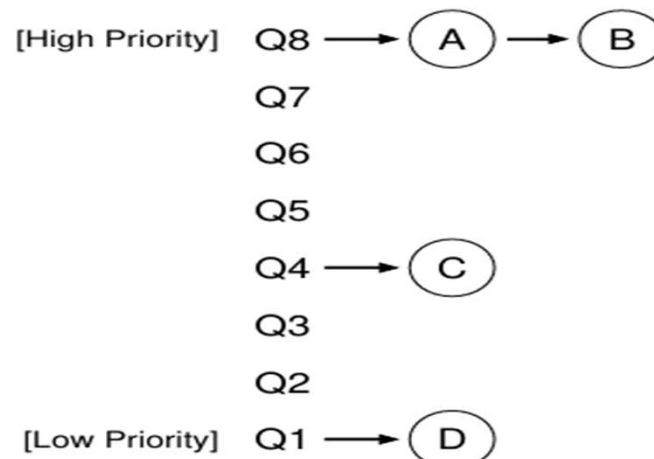 [High Priority] Q8 A B
Q7
Q6
Q5
Q4 C
Q3
Q2
[Low Priority] Q1 D